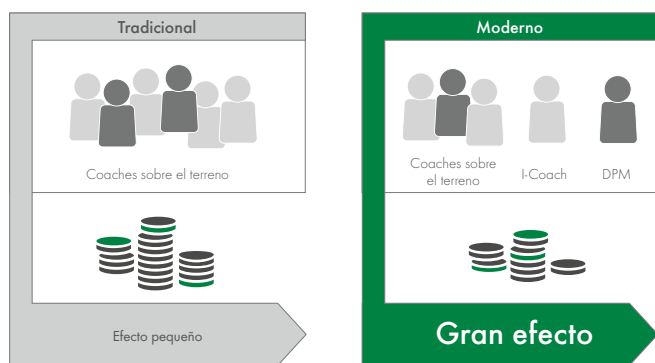 Tradicional
Coaches sobre el terreno
Efecto pequeño
Moderno
Coaches sobre
el terreno
I-Coach
DPM
Gran efecto